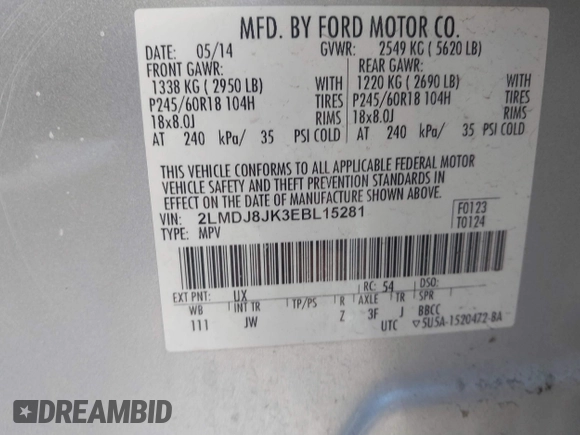 MFD. BY FORD MOTOR CO.
DATE: 05/14 GVWR: 2549 KG ( 5620 LB)
FRONT GAWR: REAR GAWR:
1338 KG ( 2950 LB) WITH 1220 KG ( 2690 LB) WITH
P245/60R18 104H TIRES P245/60R18 104H TIRES
18x8.0J RIMS 18x8.0J RIMS
AT 240 kPa/ 35 PSI COLD AT 240 kPa/ 35 PSI COLD
THIS VEHICLE CONFORMS TO ALL APPLICABLE FEDERAL MOTOR
VEHICLE SAFETY AND THEFT PREVENTION STANDARDS IN
EFFECT ON THE DATE OF MANUFACTURE SHOWN ABOVE.
VIN: 2LMDJ8JK3EBL15281 F0123
TYPE: MPV T0124
EXT PNT: UX RC: 54 DSO:
WB INT TR TP/PS R AXLE TR SPR
111 JW Z 3F J BBCC
UTC ▽5U5A-1520472-BA
DREAMBID